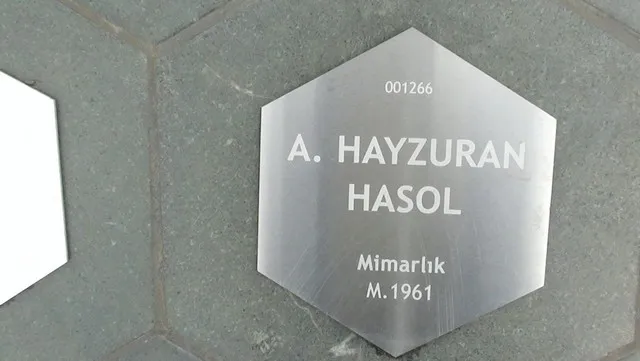 001266
A. HAYZURAN
HASOL
Mimarlık
M.1961